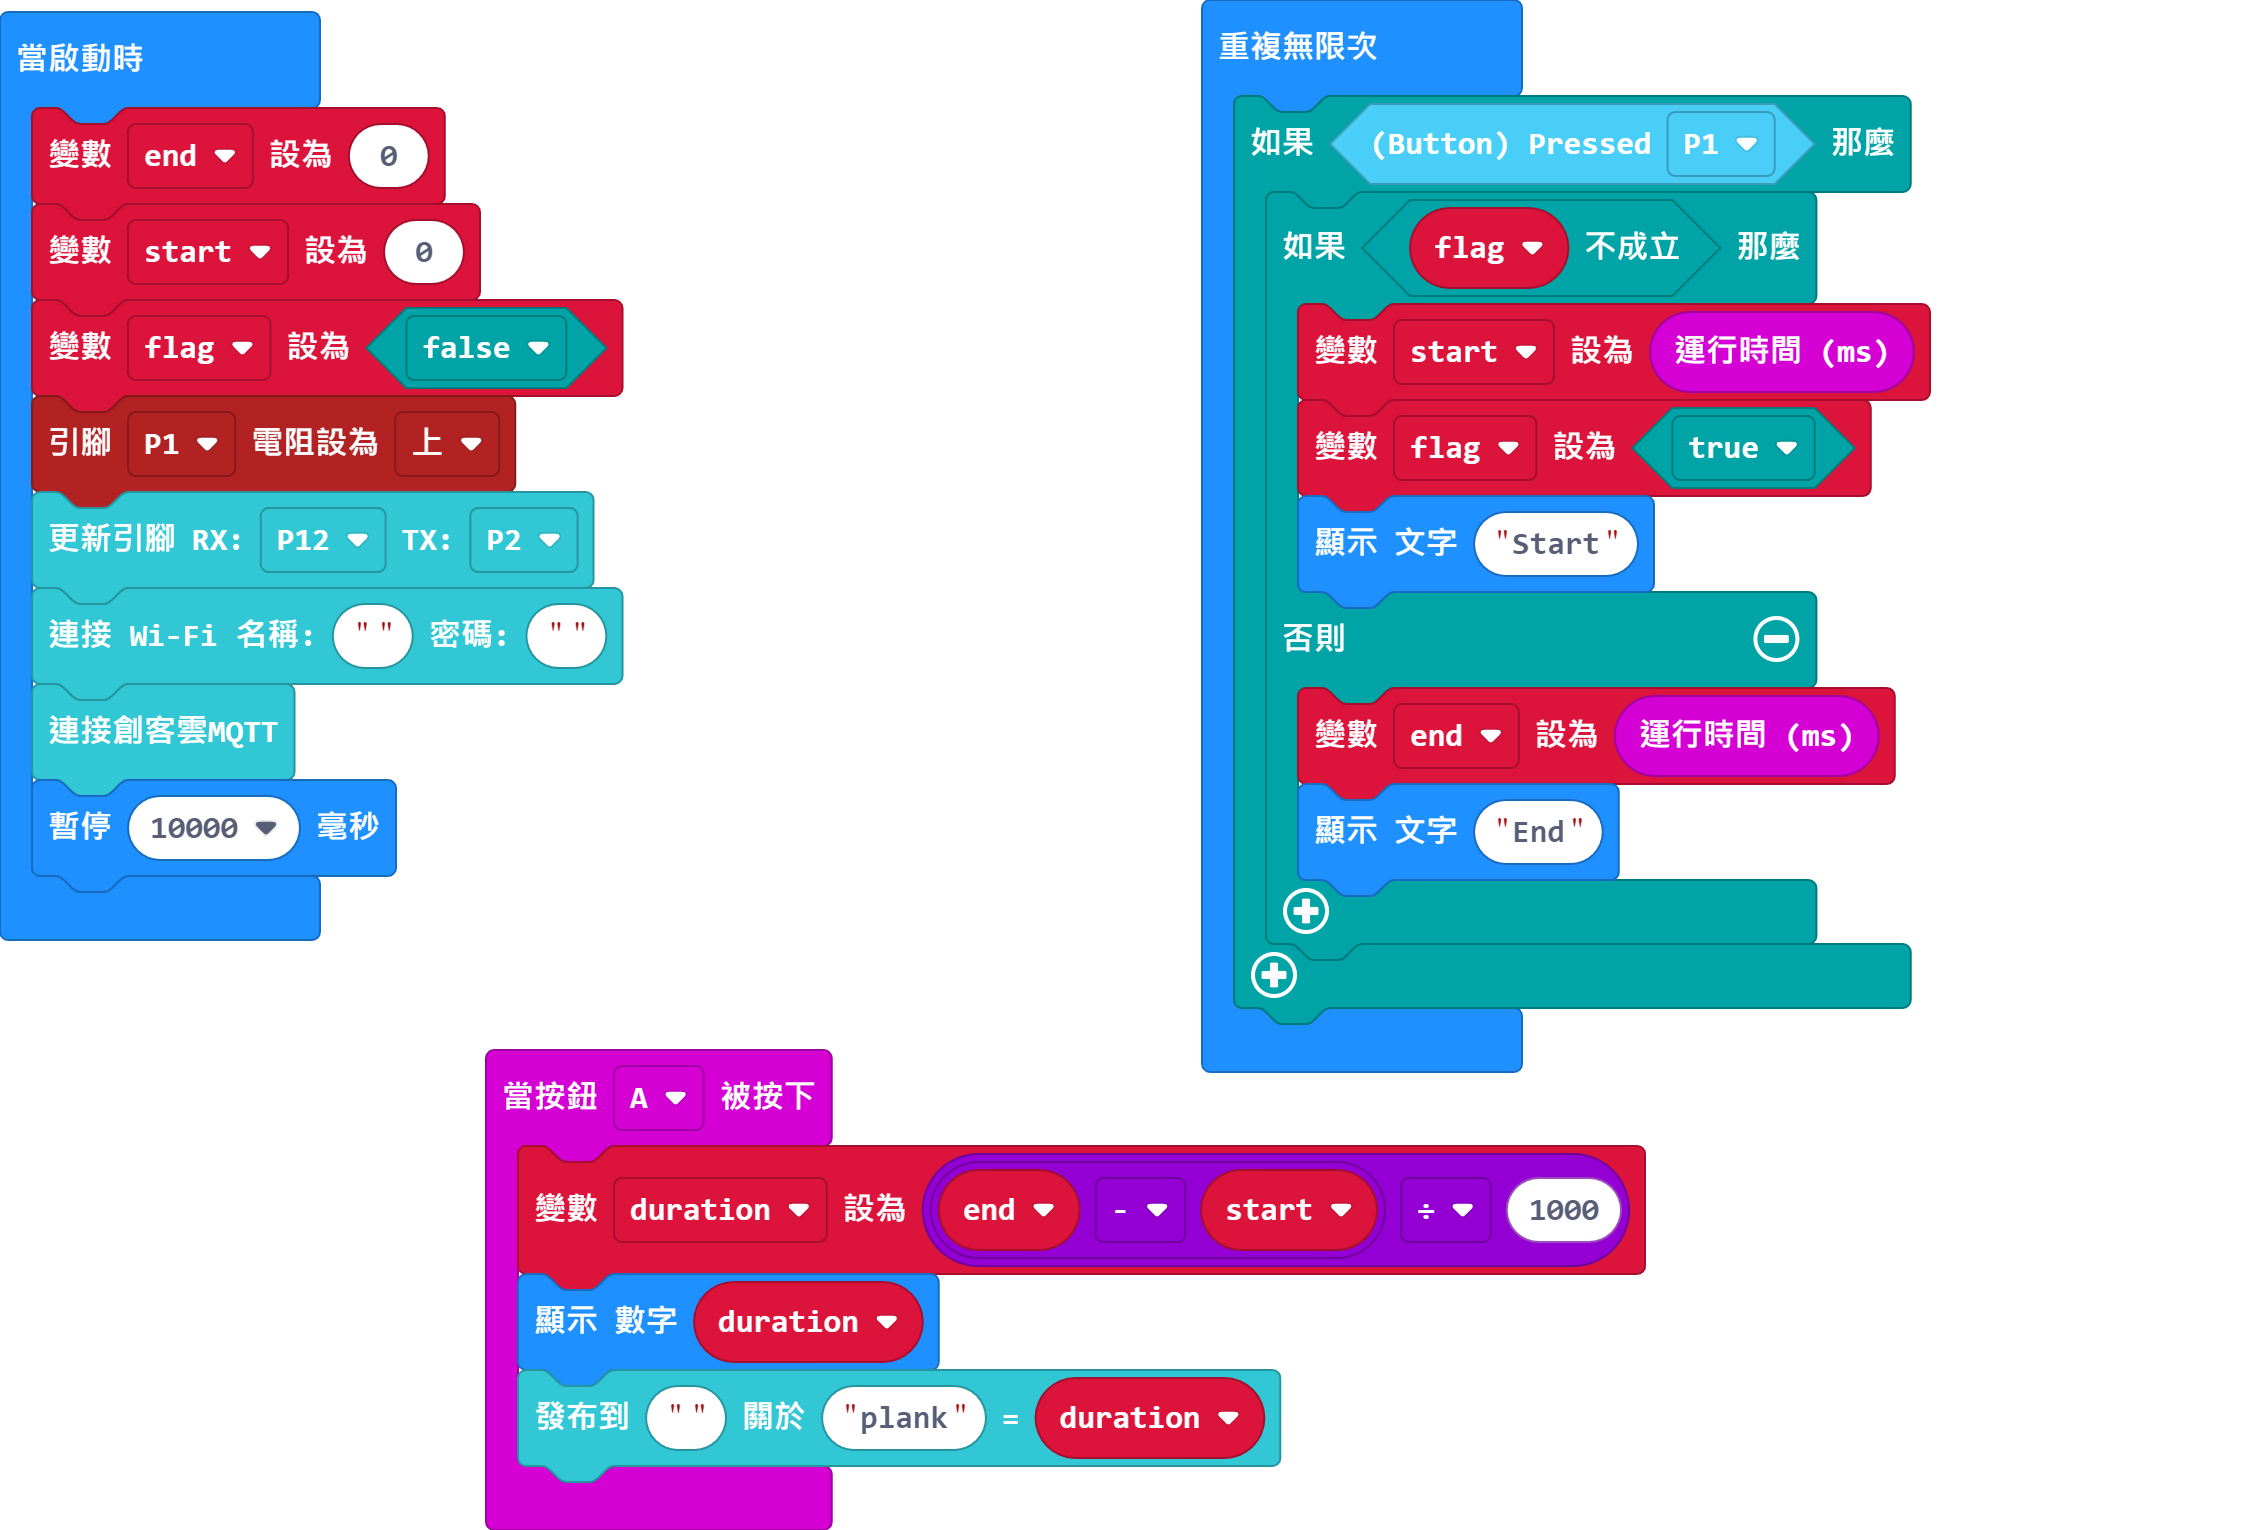 當啟動時
變數 end 設為 0
變數 start 設為 0
變數 flag 設為 false
引腳 P1 電阻設為 上
更新引腳 RX: P12 TX: P2
連接 Wi-Fi 名稱: " " 密碼: " "
連接創客雲MQTT
暫停 10000 毫秒
重複無限次
如果 (Button) Pressed P1 那麼
如果 flag 不成立 那麼
變數 start 設為 運行時間 (ms)
變數 flag 設為 true
顯示 文字 "Start"
否則
變數 end 設為 運行時間 (ms)
顯示 文字 "End"
當按鈕 A 被按下
變數 duration 設為 end - start ÷ 1000
顯示 數字 duration
發布到 " " 關於 "plank" = duration